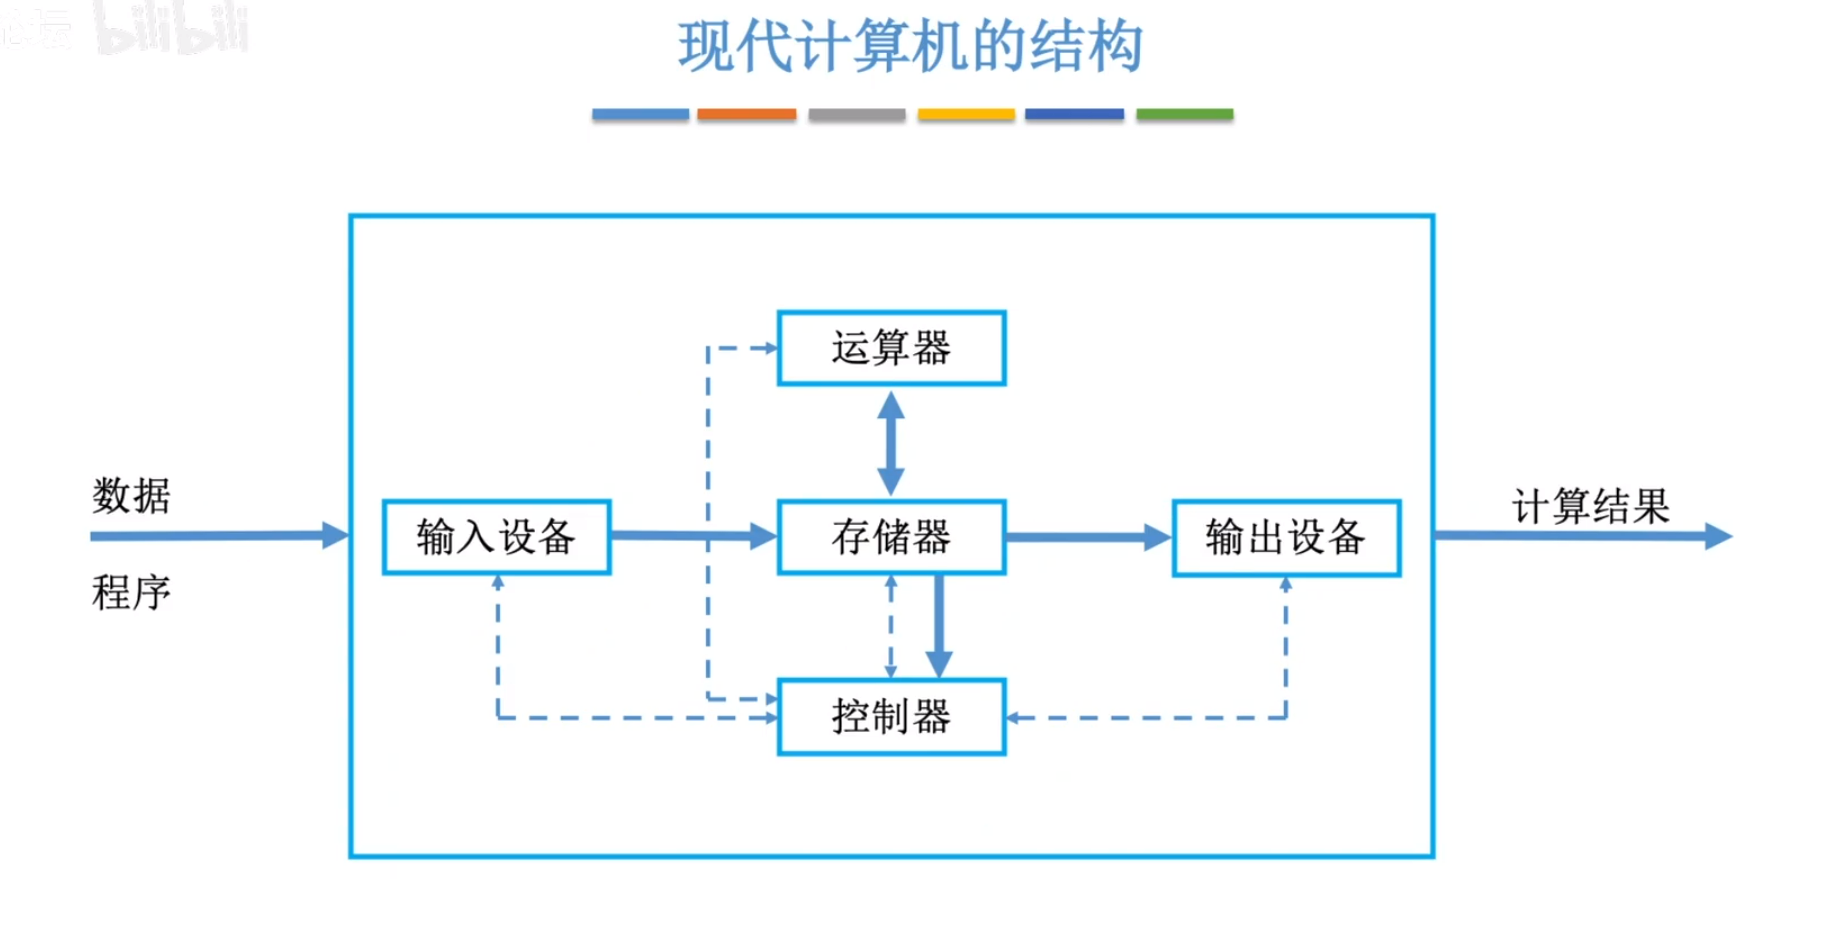 bilibili
现代计算机的结构
运算器
数据
程序
输入设备
存储器
输出设备
计算结果
控制器